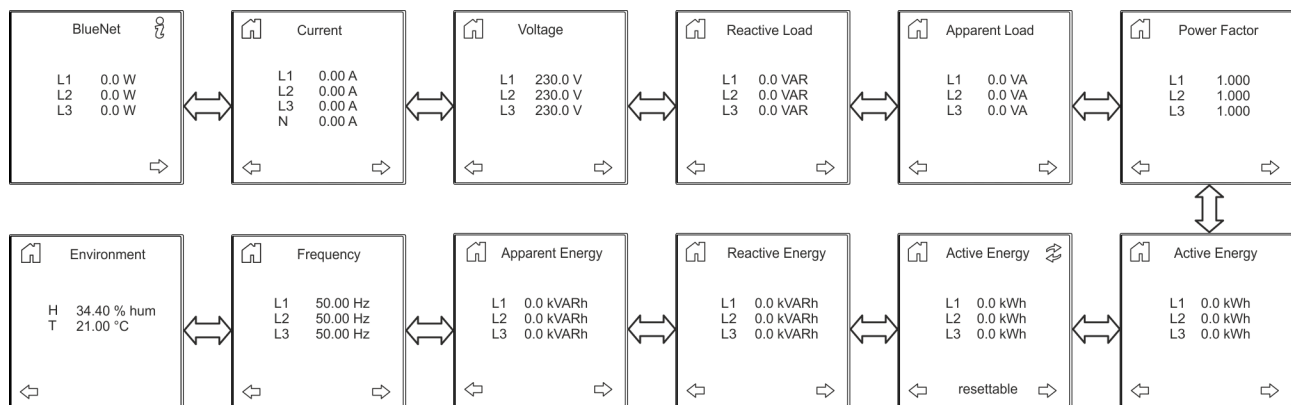 BlueNet
L1 0.0 W
L2 0.0 W
L3 0.0 W
Current
L1 0.00 A
L2 0.00 A
L3 0.00 A
N 0.00 A
Voltage
L1 230.0 V
L2 230.0 V
L3 230.0 V
Reactive Load
L1 0.0 VAR
L2 0.0 VAR
L3 0.0 VAR
Apparent Load
L1 0.0 VA
L2 0.0 VA
L3 0.0 VA
Power Factor
L1 1.000
L2 1.000
L3 1.000
Environment
H 34.40 % hum
T 21.00 °C
Frequency
L1 50.00 Hz
L2 50.00 Hz
L3 50.00 Hz
Apparent Energy
L1 0.0 kVARh
L2 0.0 kVARh
L3 0.0 kVARh
Reactive Energy
L1 0.0 kVARh
L2 0.0 kVARh
L3 0.0 kVARh
Active Energy
L1 0.0 kWh
L2 0.0 kWh
L3 0.0 kWh
resettable
Active Energy
L1 0.0 kWh
L2 0.0 kWh
L3 0.0 kWh